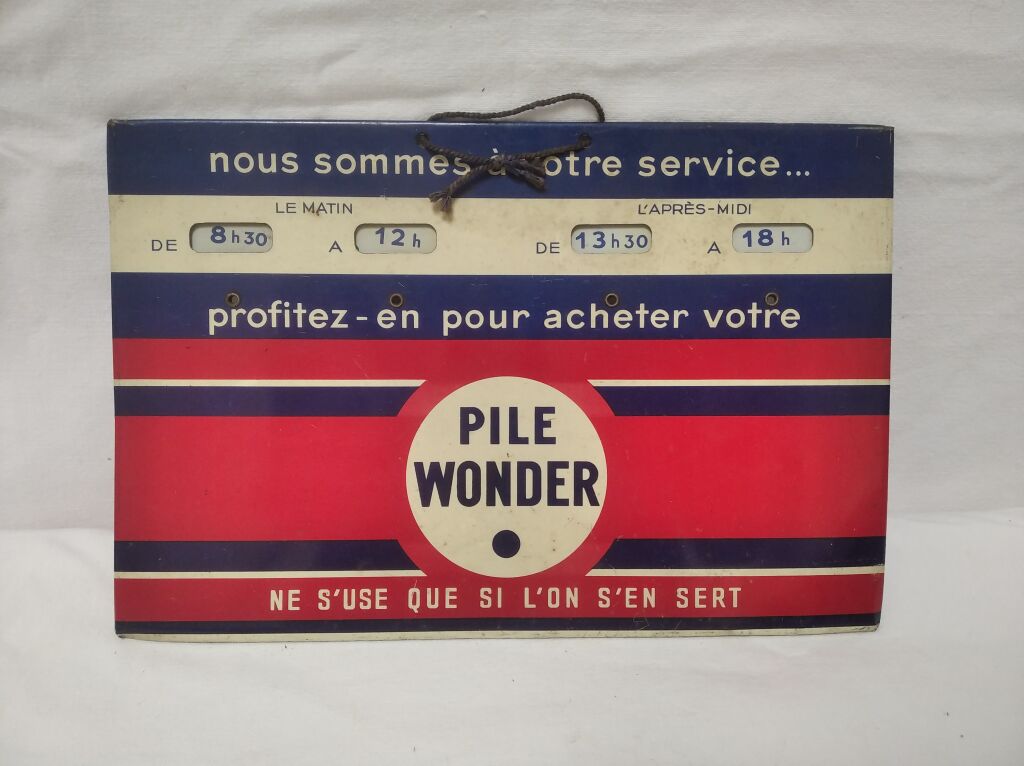 nous sommes à votre service...
LE MATIN L'APRÈS-MIDI
DE 8h30 A 12h DE 13h30 A 18h
profitez-en pour acheter votre
PILE
WONDER
NE S'USE QUE SI L'ON S'EN SERT